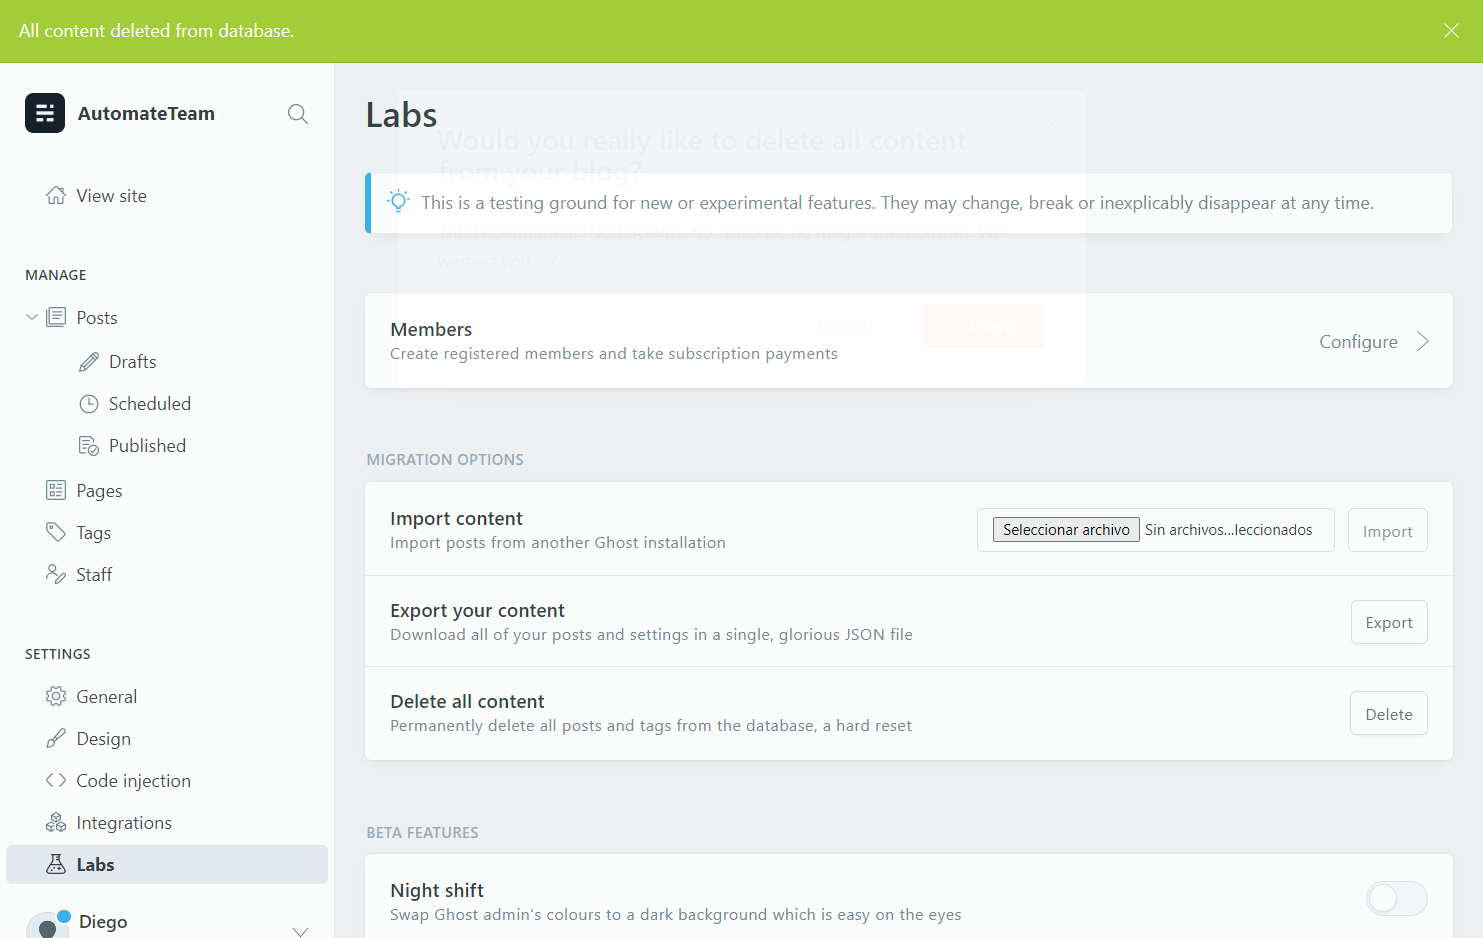 All content deleted from database.
AutomateTeam
View site
MANAGE
Posts
Drafts
Scheduled
Published
Pages
Tags
Staff
SETTINGS
General
Design
Code injection
Integrations
Labs
Diego
Labs
Would you really like to delete all content
from your blog?
This is a testing ground for new or experimental features. They may change, break or inexplicably disappear at any time.
This is permanent! No backups, no restores, no magic undo button. We
warned you, k?
Members
Create registered members and take subscription payments
Cancel
Delete
Configure
MIGRATION OPTIONS
Import content
Import posts from another Ghost installation
Seleccionar archivo Sin archivos...leccionados
Import
Export your content
Download all of your posts and settings in a single, glorious JSON file
Export
Delete all content
Permanently delete all posts and tags from the database, a hard reset
Delete
BETA FEATURES
Night shift
Swap Ghost admin's colours to a dark background which is easy on the eyes